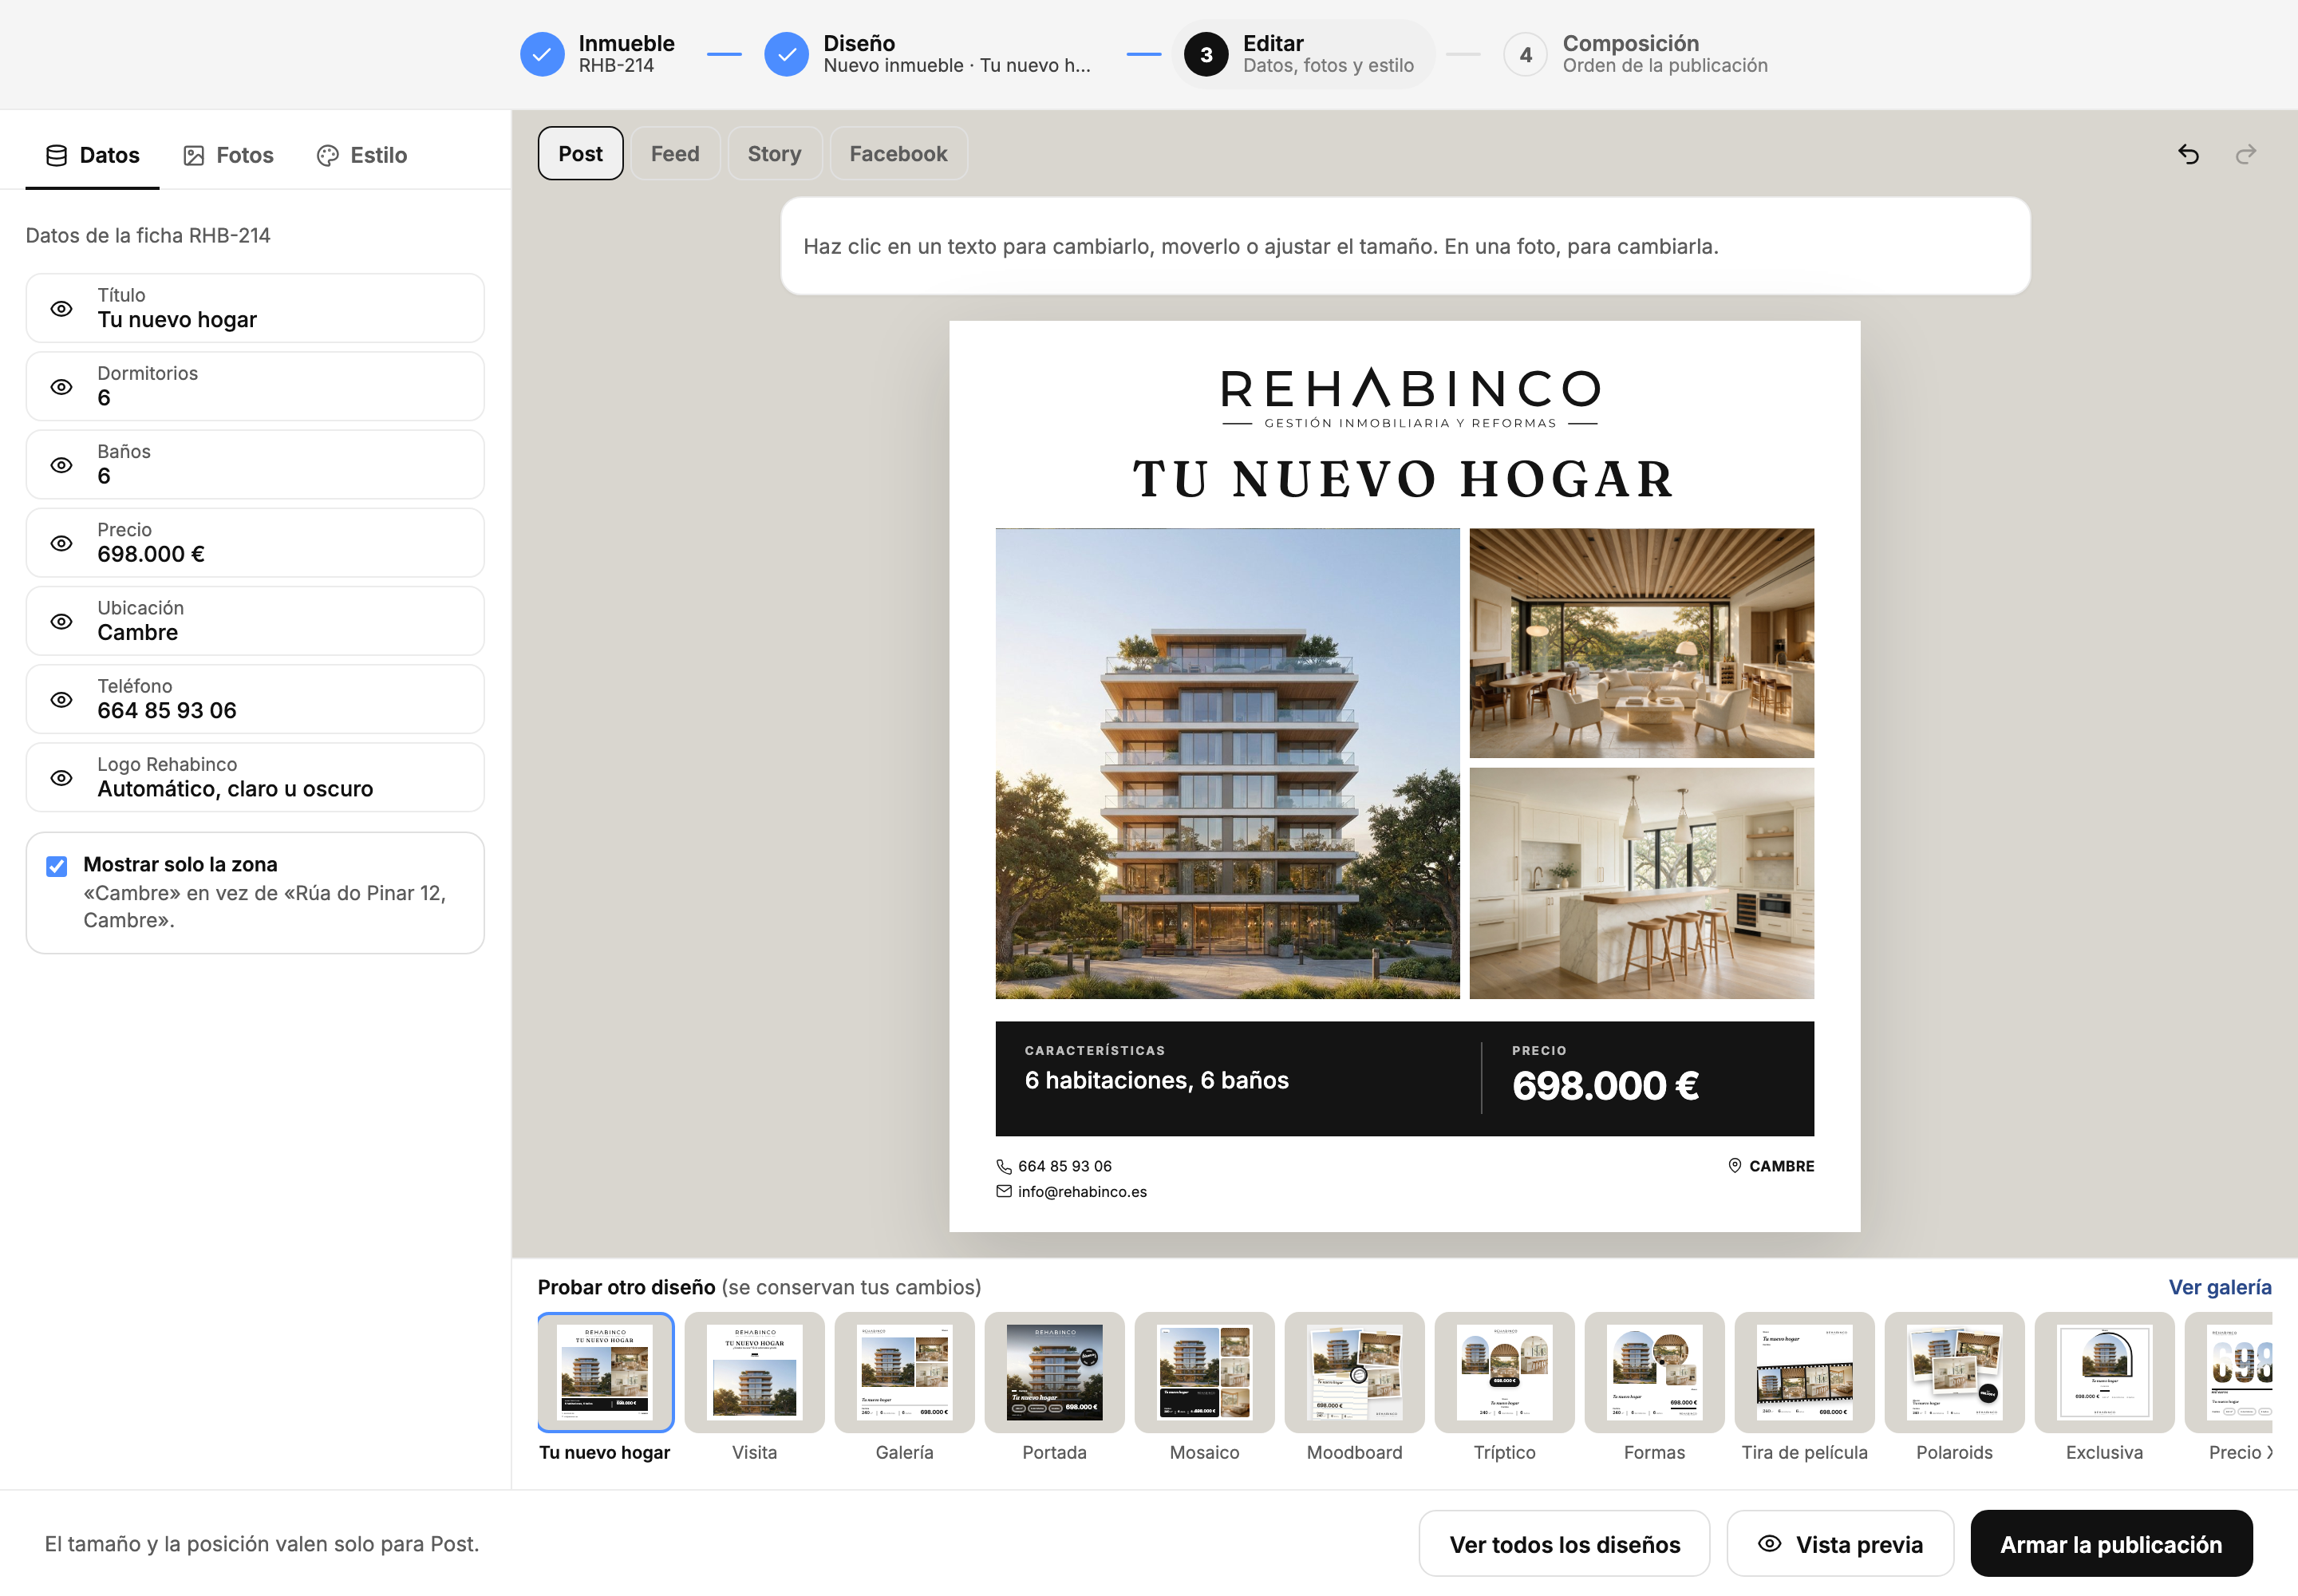 Inmueble
RHB-214
Diseño
Nuevo inmueble · Tu nuevo h...
3
Editar
Datos, fotos y estilo
4
Composición
Orden de la publicación
Datos
Fotos
Estilo
Datos de la ficha RHB-214
Título
Tu nuevo hogar
Dormitorios
6
Baños
6
Precio
698.000 €
Ubicación
Cambre
Teléfono
664 85 93 06
Logo Rehabinco
Automático, claro u oscuro
Mostrar solo la zona
«Cambre» en vez de «Rúa do Pinar 12,
Cambre».
Post
Feed
Story
Facebook
Haz clic en un texto para cambiarlo, moverlo o ajustar el tamaño. En una foto, para cambiarla.
REHABINCO
GESTIÓN INMOBILIARIA Y REFORMAS
TU NUEVO HOGAR
CARACTERÍSTICAS
6 habitaciones, 6 baños
PRECIO
698.000 €
664 85 93 06
info@rehabinco.es
CAMBRE
Probar otro diseño (se conservan tus cambios)
Ver galería
Tu nuevo hogar
Visita
Galería
Portada
Mosaico
Moodboard
Tríptico
Formas
Tira de película
Polaroids
Exclusiva
Precio
El tamaño y la posición valen solo para Post.
Ver todos los diseños
Vista previa
Armar la publicación